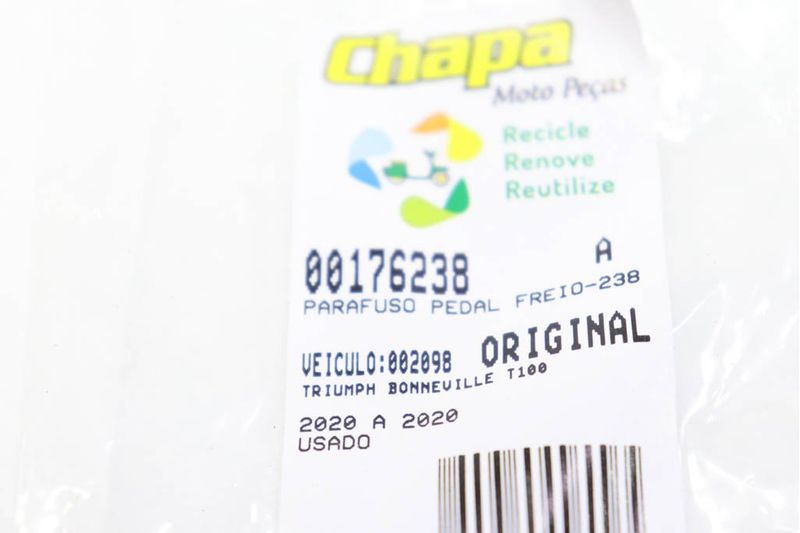 Chapa
Moto Peças
Recicle
Renove
Reutilize
00176238 A
PARAFUSO PEDAL FREIO-238
VEICULO:002098 ORIGINAL
TRIUMPH BONNEVILLE T100
2020 A 2020
USADO